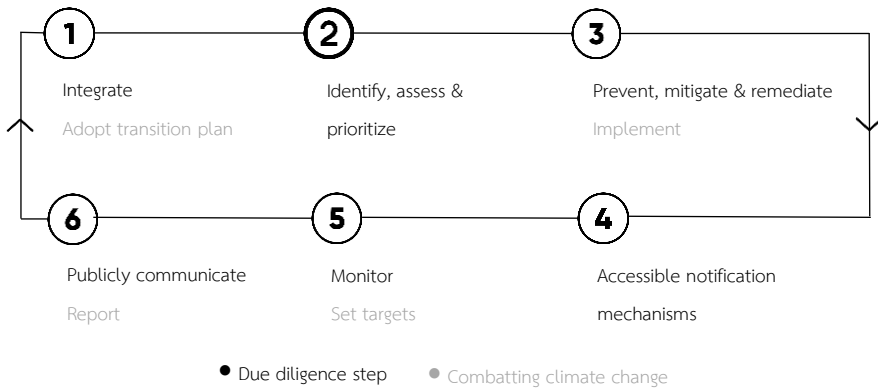 1
2
3
Integrate
Adopt transition plan
Identify, assess &
prioritize
Prevent, mitigate & remediate
Implement
6
5
4
Publicly communicate
Report
Monitor
Set targets
Accessible notification
mechanisms
Due diligence step
Combatting climate change